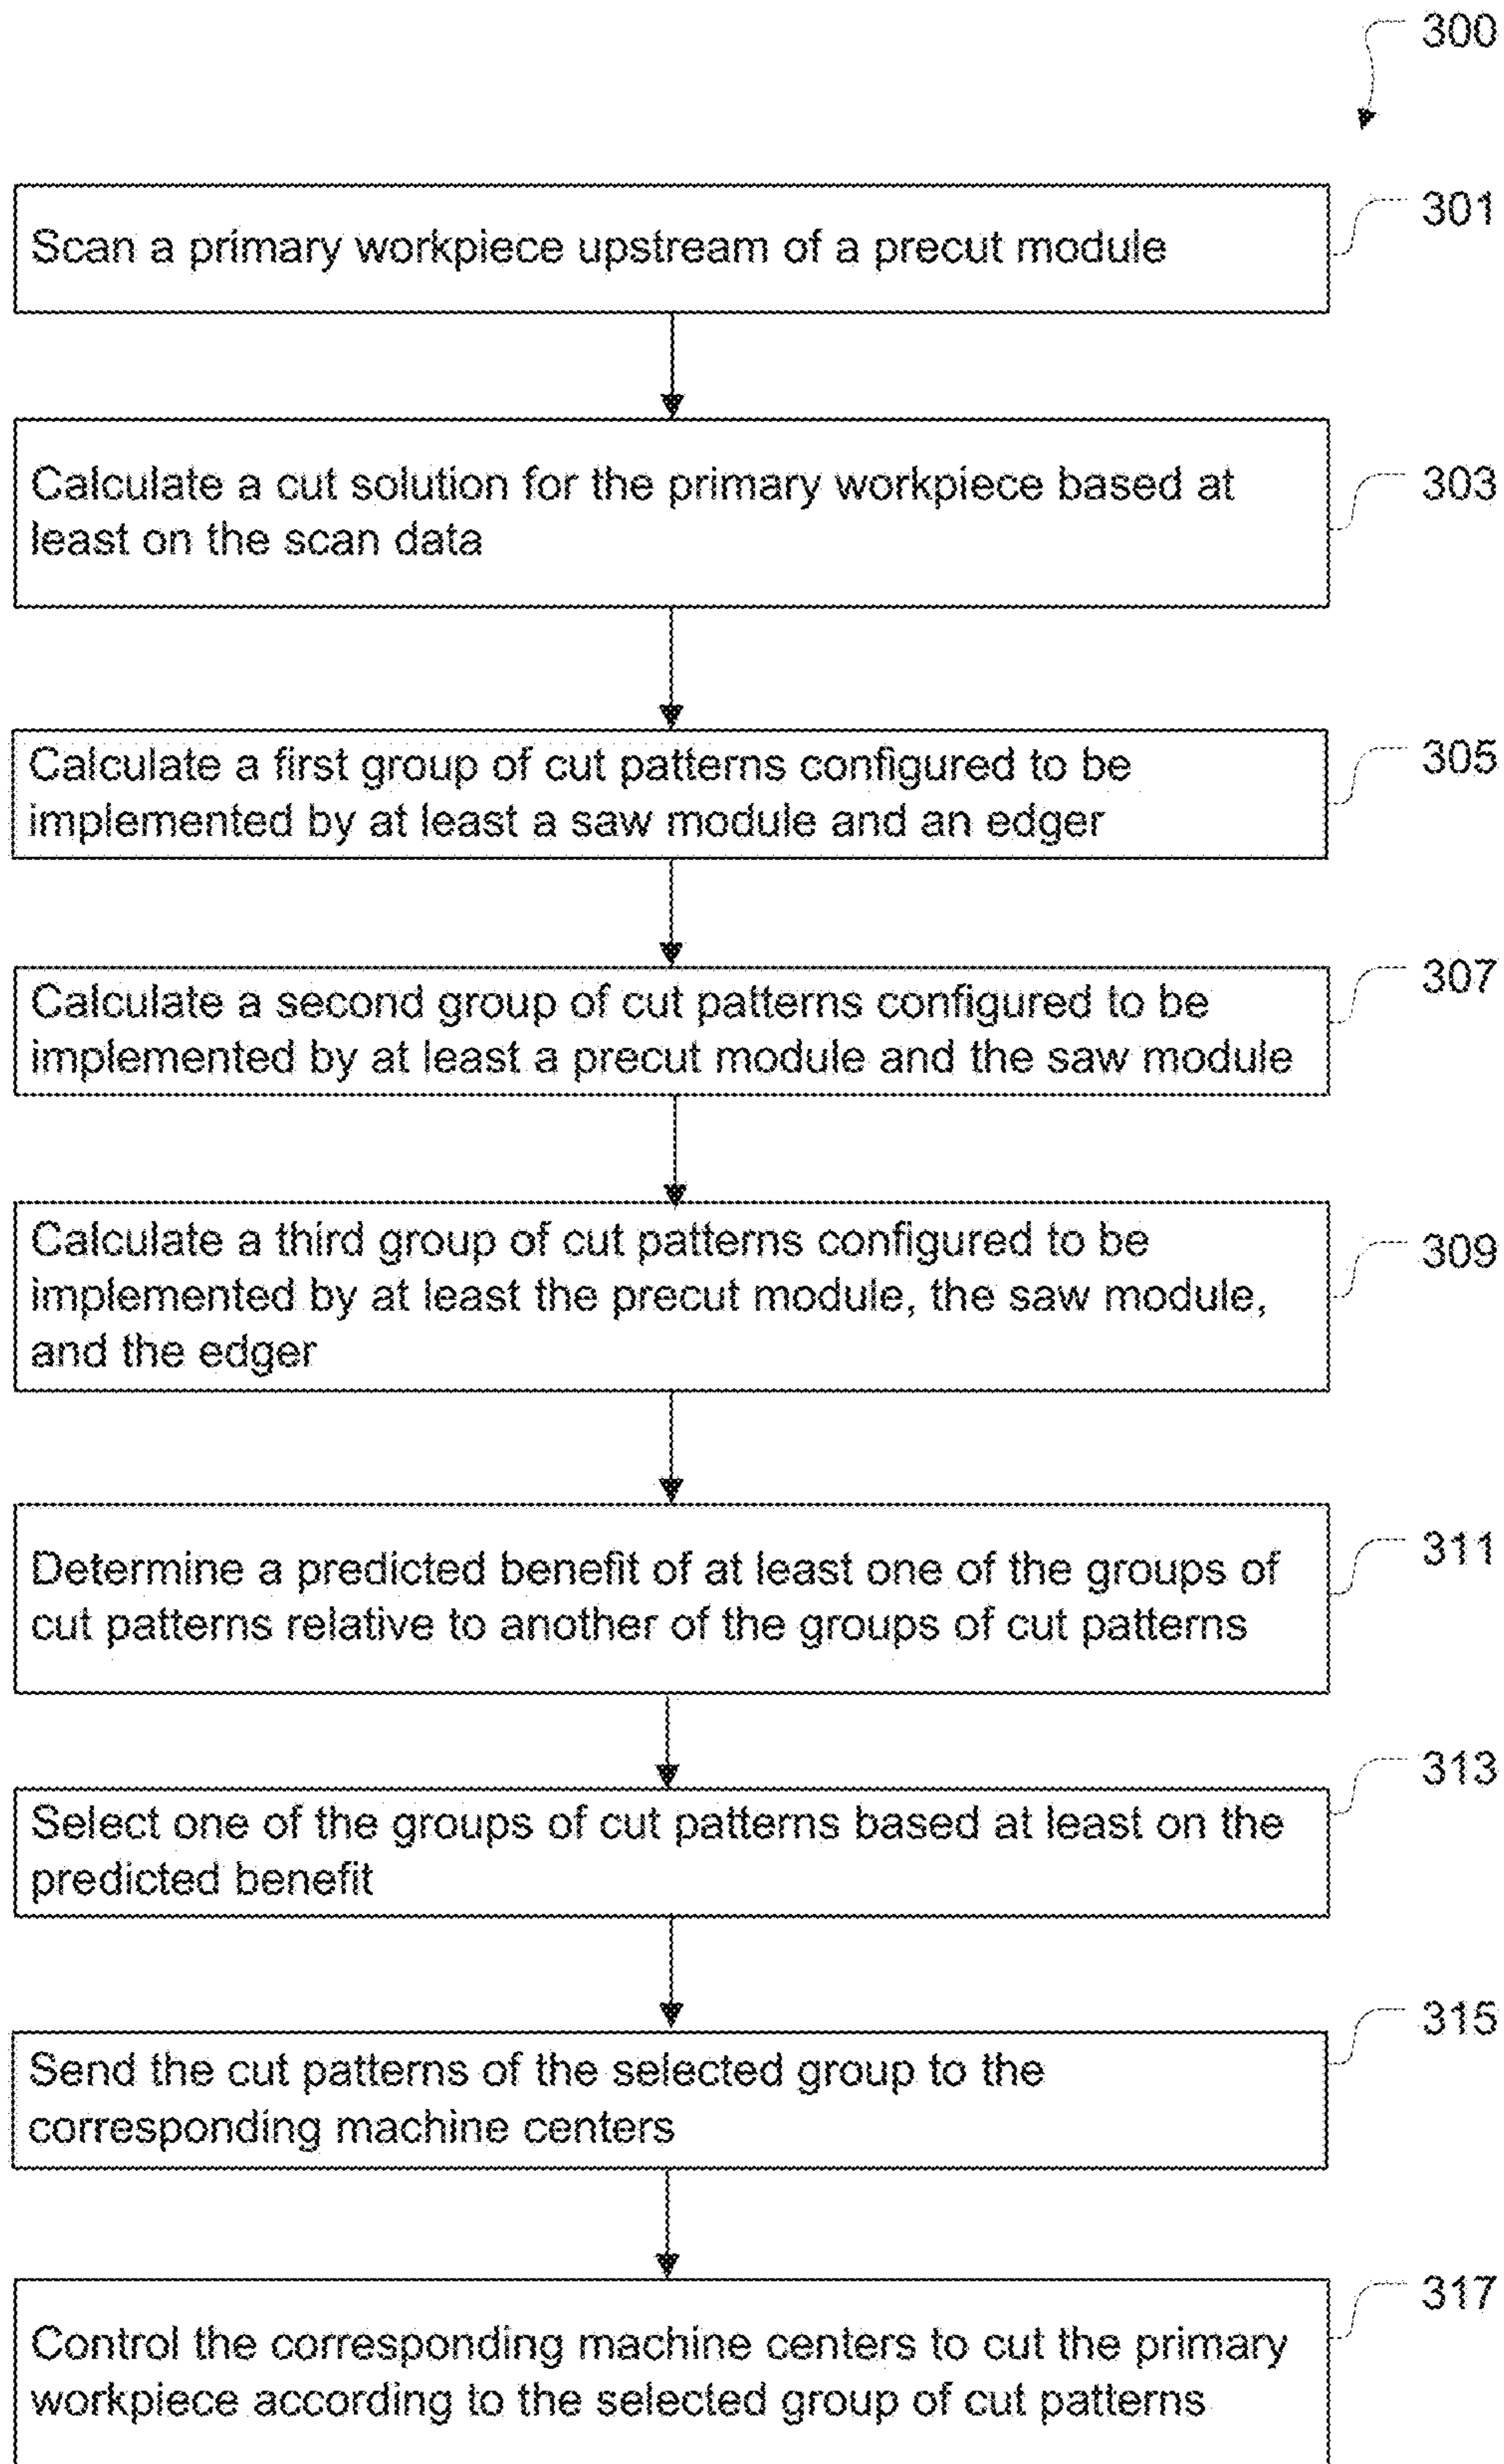 300
Scan a primary workpiece upstream of a precut module
301
Calculate a cut solution for the primary workpiece based at
least on the scan data
303
Calculate a first group of cut patterns configured to be
implemented by at least a saw module and an edger
305
Calculate a second group of cut patterns configured to be
implemented by at least a precut module and the saw module
307
Calculate a third group of cut patterns configured to be
implemented by at least the precut module, the saw module,
and the edger
309
Determine a predicted benefit of at least one of the groups of
cut patterns relative to another of the groups of cut patterns
311
Select one of the groups of cut patterns based at least on the
predicted benefit
313
Send the cut patterns of the selected group to the
corresponding machine centers
315
Control the corresponding machine centers to cut the primary
workpiece according to the selected group of cut patterns
317